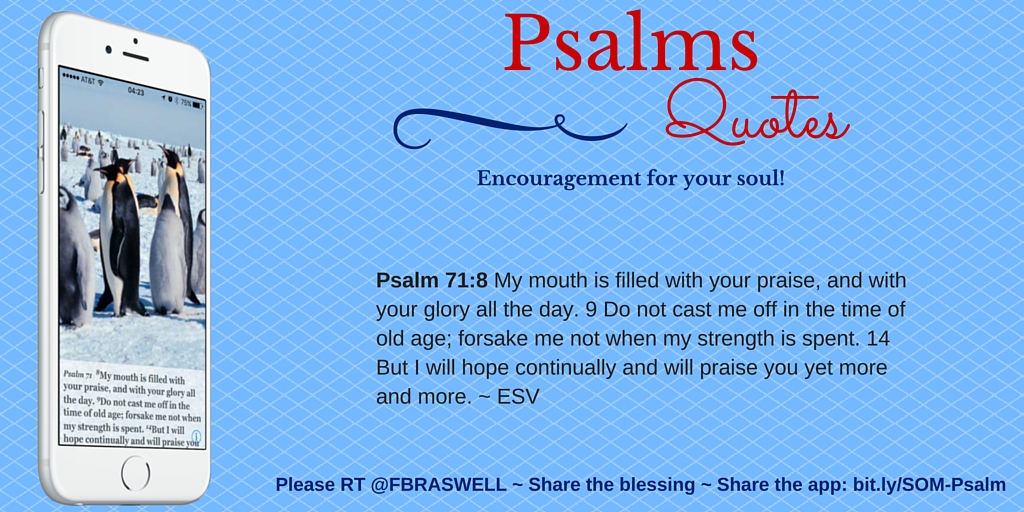 Psalms
Quotes
Encouragement for your soul!
●●●●● AT&T
04:23
75%
Psalm 71 ⁸My mouth is filled with
your praise, and with your glory all
the day. ⁹Do not cast me off in the
time of old age; forsake me not when
my strength is spent. ¹⁴But I will
hope continually and will praise you
Psalm 71:8 My mouth is filled with your praise, and with
your glory all the day. 9 Do not cast me off in the time of
old age; forsake me not when my strength is spent. 14
But I will hope continually and will praise you yet more
and more. ~ ESV
Please RT @FBRASWELL ~ Share the blessing ~ Share the app: bit.ly/SOM-Psalm